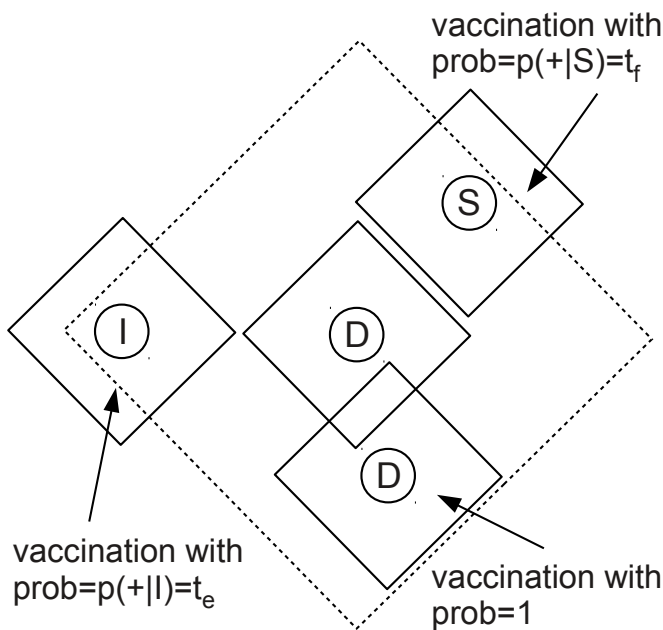 vaccination with
prob=p(+|S)=tf
S
I
D
D
vaccination with
prob=p(+|I)=te
vaccination with
prob=1